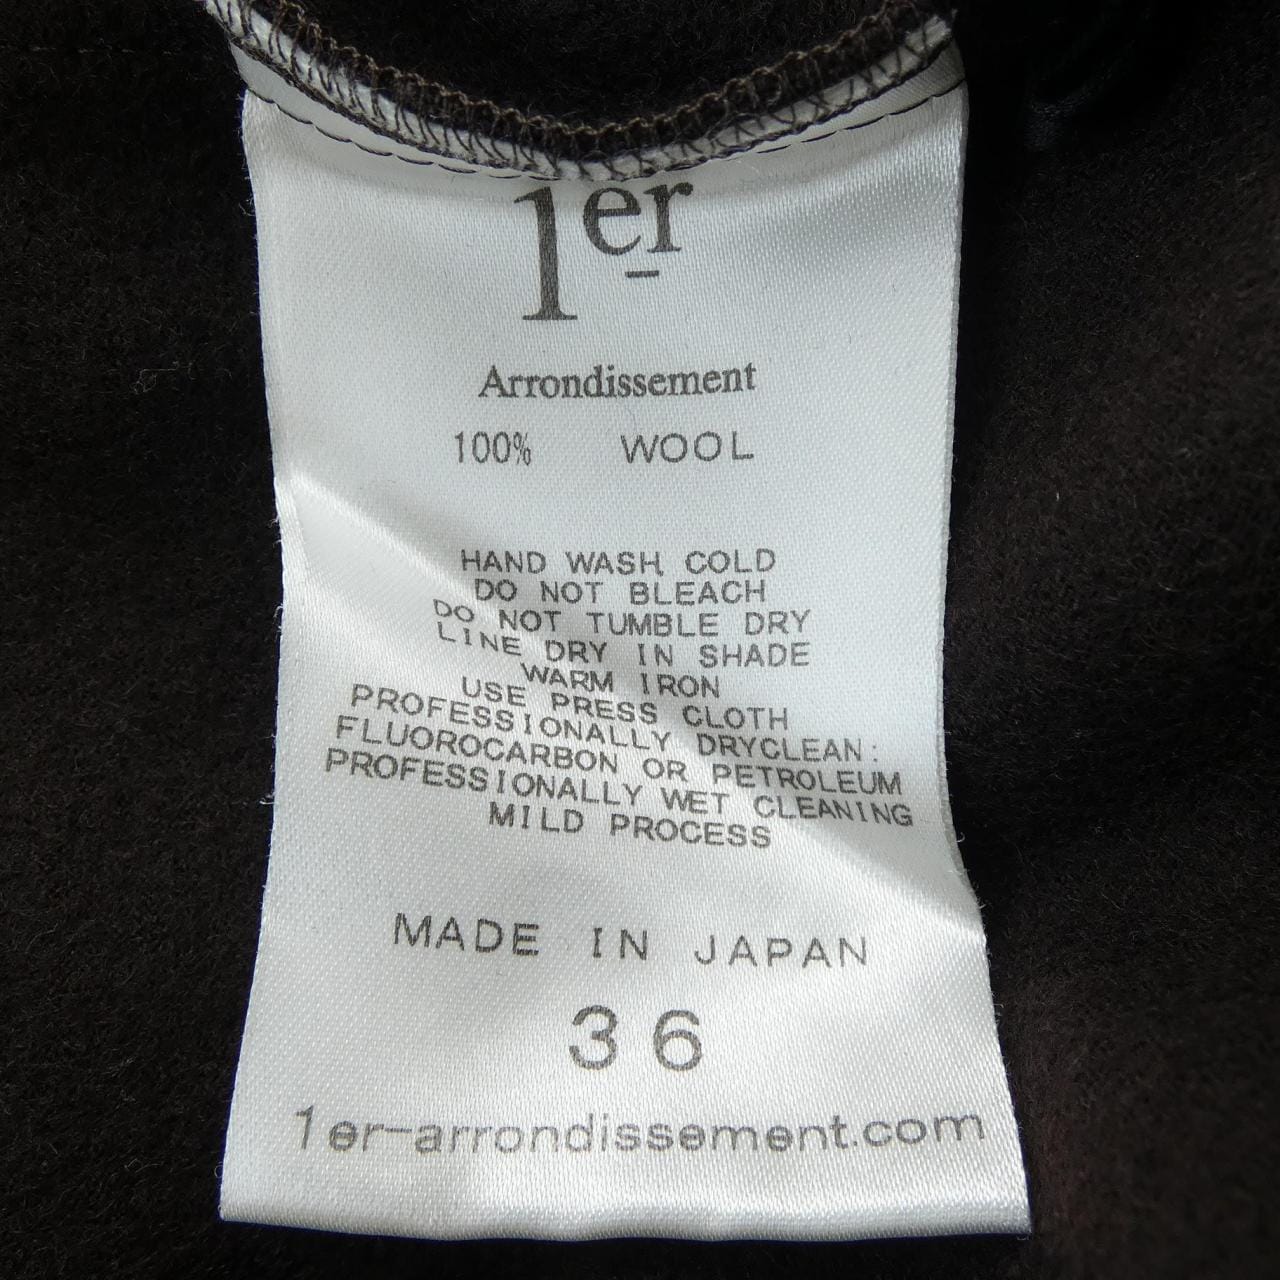 1er
Arrondissement
100% WOOL
HAND WASH COLD
DO NOT BLEACH
DO NOT TUMBLE DRY
LINE DRY IN SHADE
WARM IRON
USE PRESS CLOTH
PROFESSIONALLY DRYCLEAN:
FLUOROCARBON OR PETROLEUM
PROFESSIONALLY WET CLEANING
MILD PROCESS
MADE IN JAPAN
36
1er-arrondissement.com